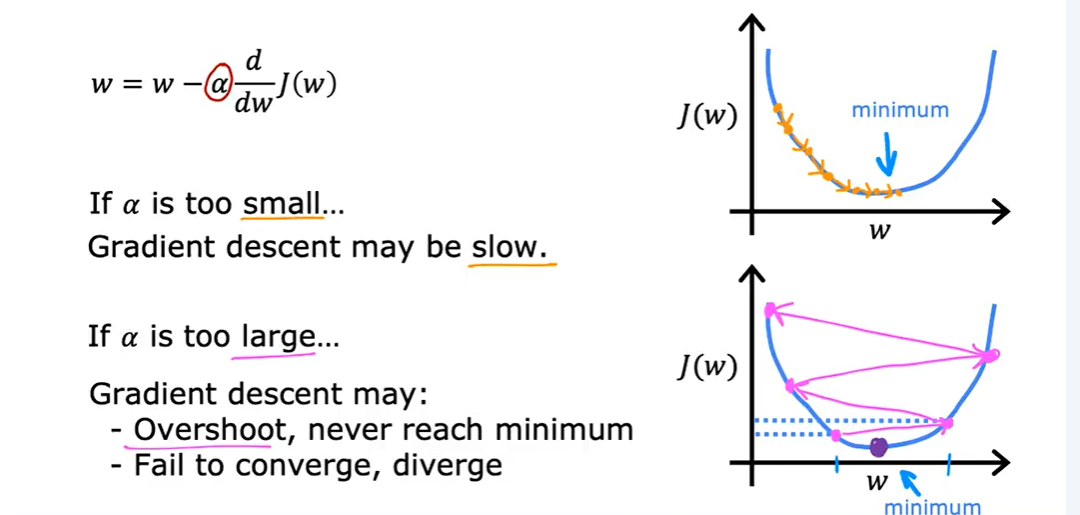 w = w − α d/dw J(w)
If α is too small...
Gradient descent may be slow.
If α is too large...
Gradient descent may:
- Overshoot, never reach minimum
- Fail to converge, diverge
J(w)
minimum
w
J(w)
w
minimum